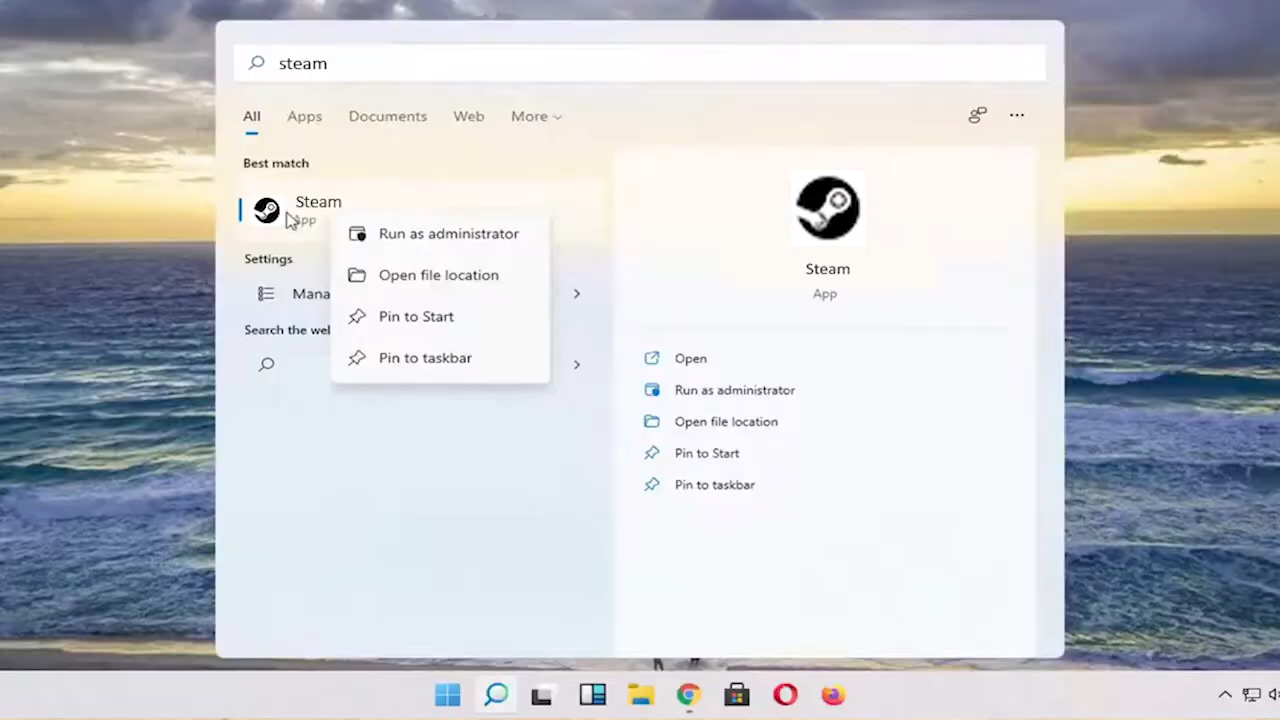 steam
All Apps Documents Web More
Best match
Steam
App
Run as administrator
Open file location
Pin to Start
Pin to taskbar
Settings
Mana
Search the wel
Steam
App
Open
Run as administrator
Open file location
Pin to Start
Pin to taskbar